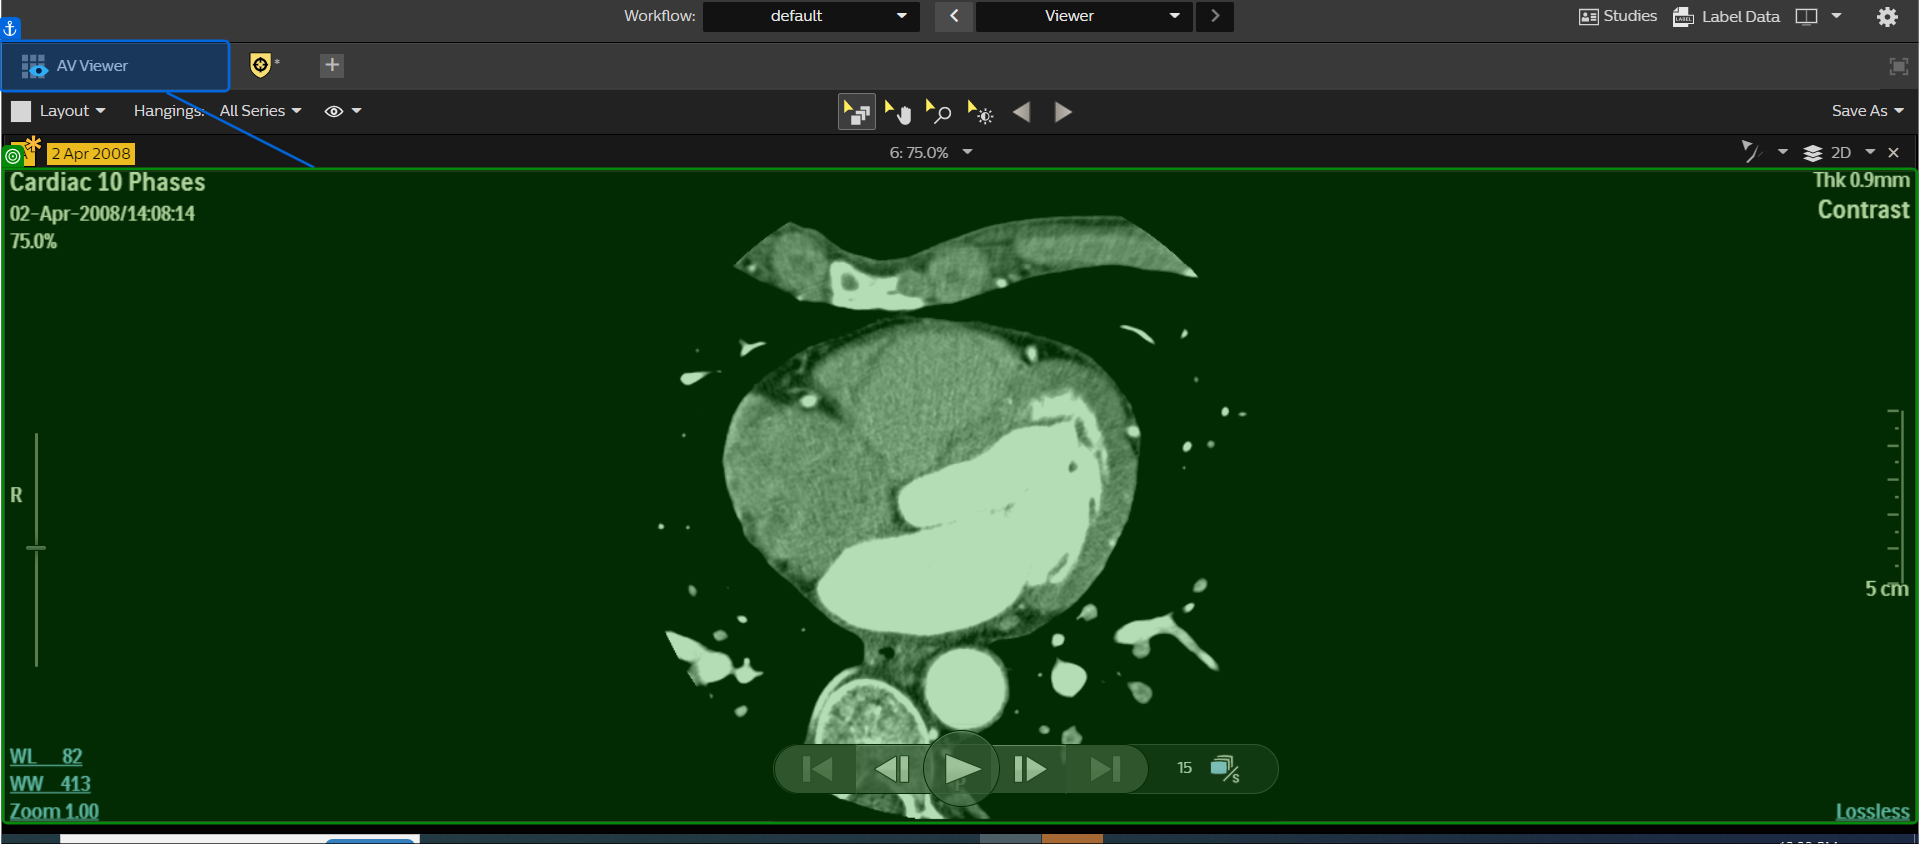 Workflow: default Viewer Studies Label Data
AV Viewer *
Layout Hangings: All Series Save As
2 Apr 2008 6: 75.0% 2D
Cardiac 10 Phases Thk 0.9mm
02-Apr-2008/14:08:14 Contrast
75.0%
R
5 cm
WL 82
WW 413
Zoom 1.00
P
15 S
Lossless